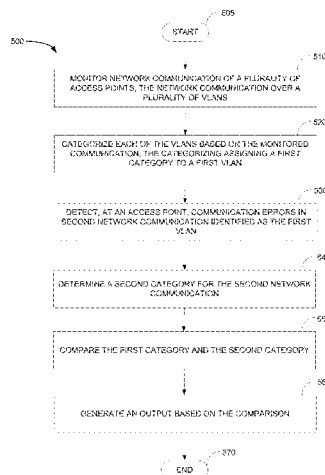 500
505
START
510
MONITOR NETWORK COMMUNICATION OF A PLURALITY OF
ACCESS POINTS, THE NETWORK COMMUNICATION OVER A
PLURALITY OF VLANS
520
CATEGORIZE EACH OF THE VLANS BASED ON THE MONITORED
COMMUNICATION, THE CATEGORIZING ASSIGNING A FIRST
CATEGORY TO A FIRST VLAN
530
DETECT, AT AN ACCESS POINT, COMMUNICATION ERRORS IN
SECOND NETWORK COMMUNICATION IDENTIFIED AS THE FIRST
VLAN
DETERMINE A SECOND CATEGORY FOR THE SECOND NETWORK
COMMUNICATION
COMPARE THE FIRST CATEGORY AND THE SECOND CATEGORY
GENERATE AN OUTPUT BASED ON THE COMPARISON
570
END